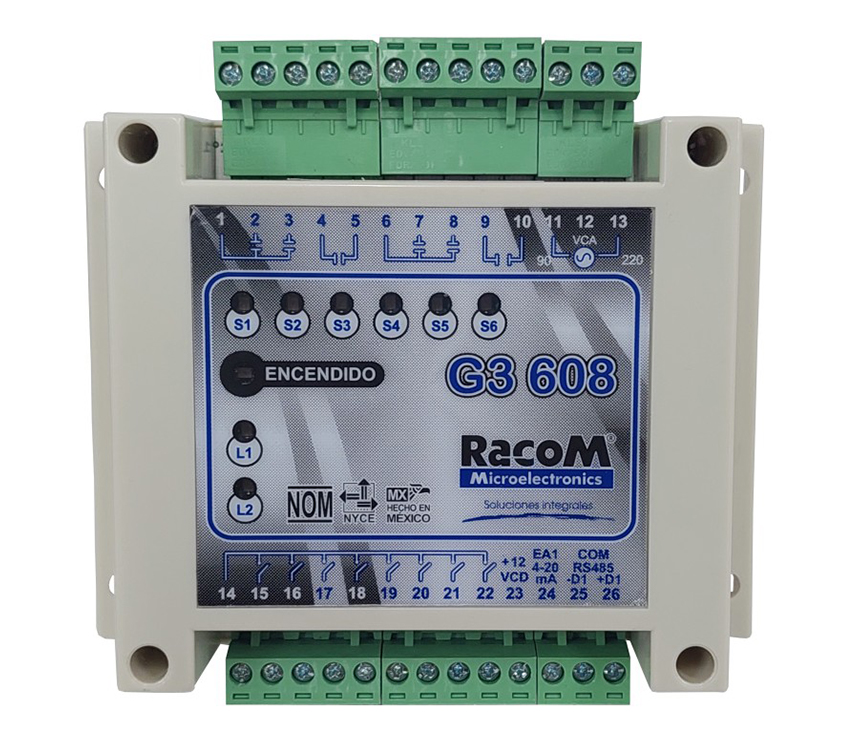 1 2 3 4 5 6 7 8 9 10 11 12 13
VCA
90 220
S1 S2 S3 S4 S5 S6
ENCENDIDO
G3 608
L1
RacoM®
Microelectronics
L2
Soluciones integrales
NOM
NYCE
MX
HECHO EN
MÉXICO
+12 EA1 COM
VCD 4-20 RS485
mA -D1 +D1
14 15 16 17 18 19 20 21 22 23 24 25 26